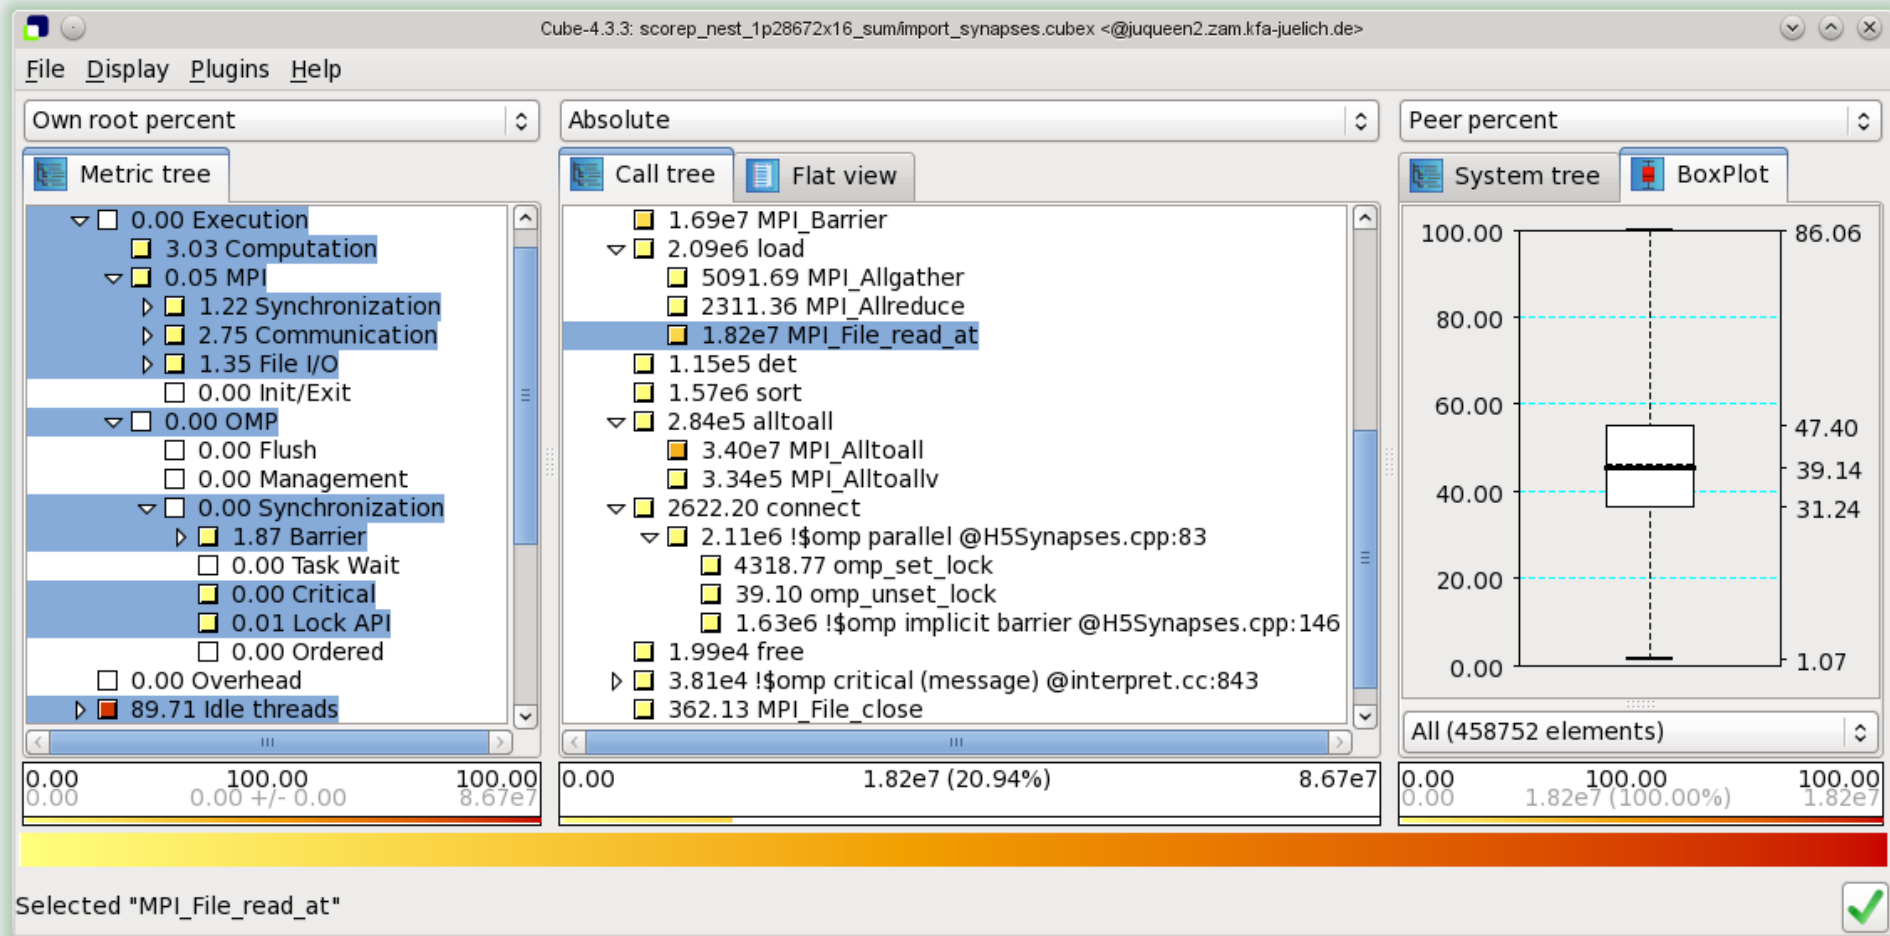 Cube-4.3.3: scorep_nest_1p28672x16_sum/import_synapses.cubex <@juqueen2.zam.kfa-juelich.de>
File Display Plugins Help
Own root percent
Metric tree
0.00 Execution
3.03 Computation
0.05 MPI
1.22 Synchronization
2.75 Communication
1.35 File I/O
0.00 Init/Exit
0.00 OMP
0.00 Flush
0.00 Management
0.00 Synchronization
1.87 Barrier
0.00 Task Wait
0.00 Critical
0.01 Lock API
0.00 Ordered
0.00 Overhead
89.71 Idle threads
0.00 100.00 100.00
0.00 0.00 +/- 0.00 8.67e7
Absolute
Call tree Flat view
1.69e7 MPI_Barrier
2.09e6 load
5091.69 MPI_Allgather
2311.36 MPI_Allreduce
1.82e7 MPI_File_read_at
1.15e5 det
1.57e6 sort
2.84e5 alltoall
3.40e7 MPI_Alltoall
3.34e5 MPI_Alltoallv
2622.20 connect
2.11e6 !$omp parallel @H5Synapses.cpp:83
4318.77 omp_set_lock
39.10 omp_unset_lock
1.63e6 !$omp implicit barrier @H5Synapses.cpp:146
1.99e4 free
3.81e4 !$omp critical (message) @interpret.cc:843
362.13 MPI_File_close
0.00 1.82e7 (20.94%) 8.67e7
Peer percent
System tree BoxPlot
100.00 86.06
80.00
60.00
47.40
39.14
40.00
31.24
20.00
0.00 1.07
All (458752 elements)
0.00 100.00 100.00
0.00 1.82e7 (100.00%) 1.82e7
Selected "MPI_File_read_at"